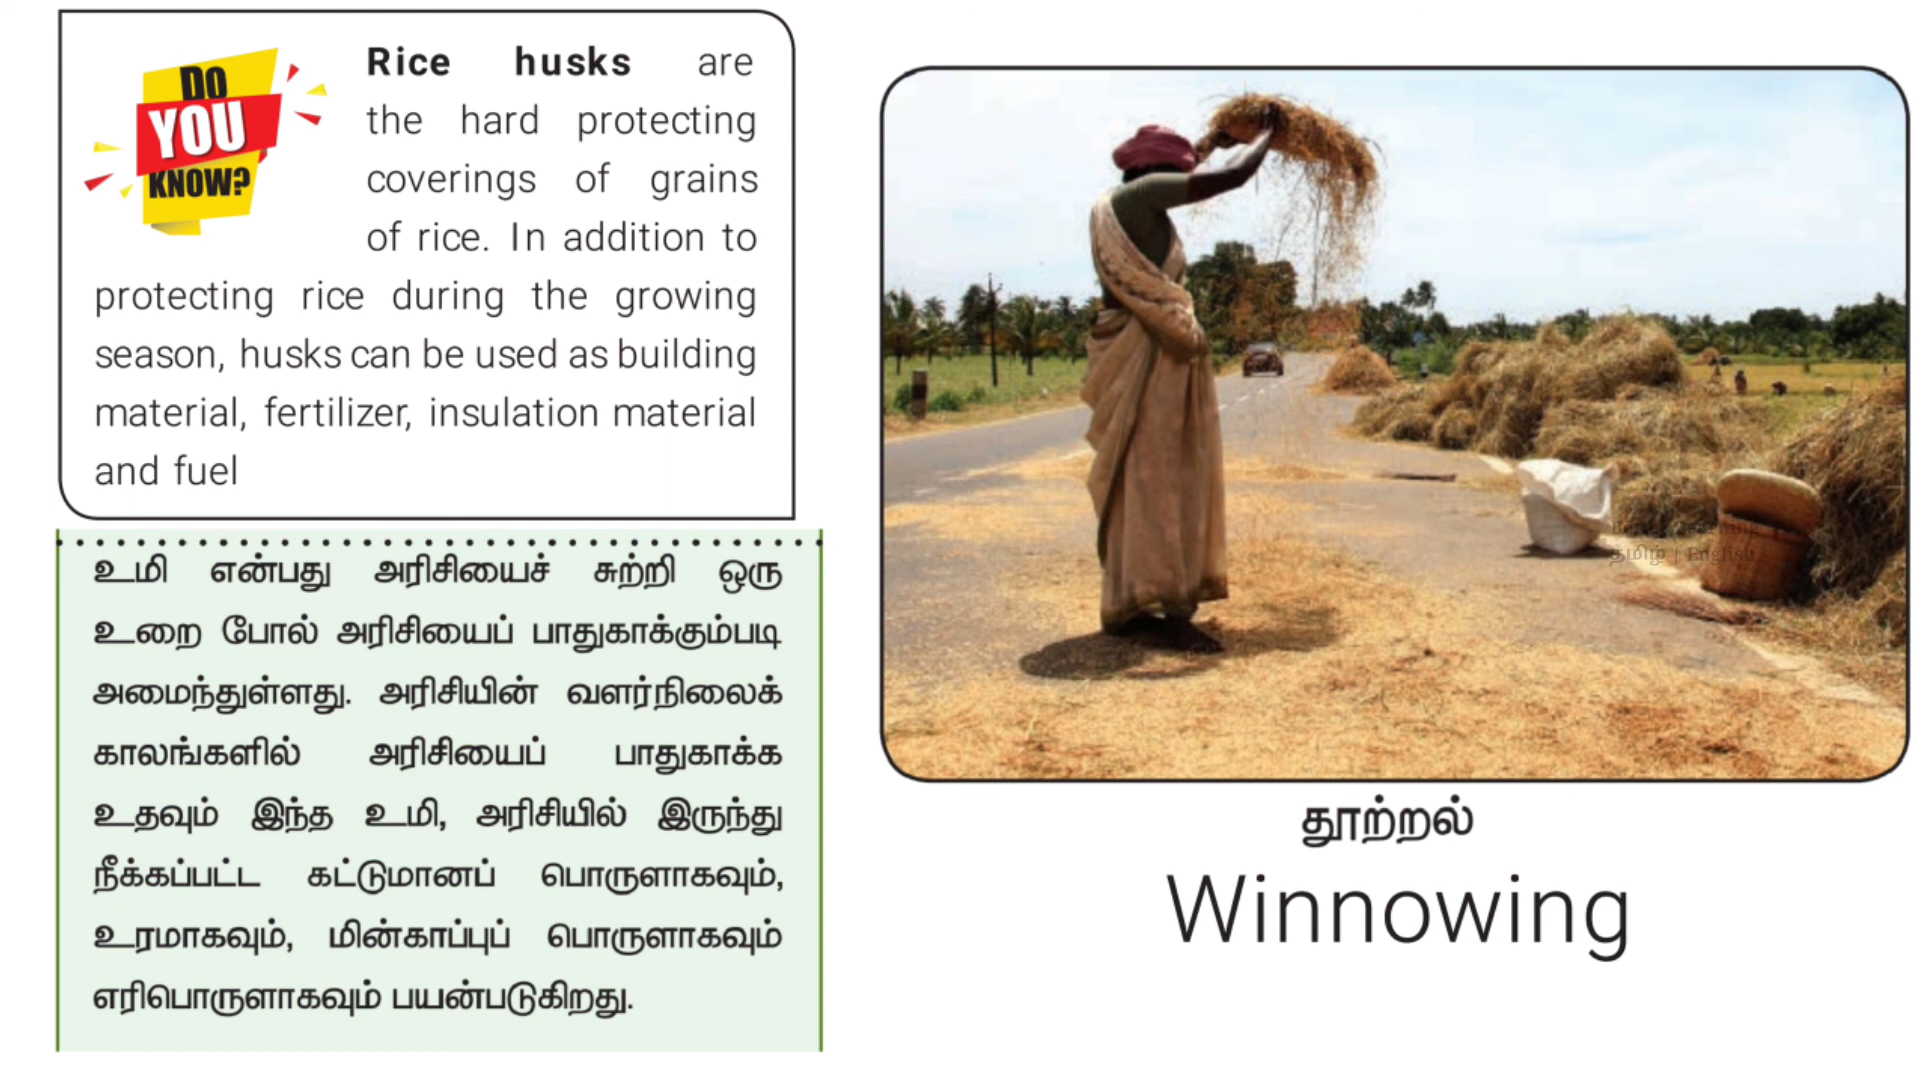 DO
YOU
KNOW?
Rice husks are
the hard protecting
coverings of grains
of rice. In addition to
protecting rice during the growing
season, husks can be used as building
material, fertilizer, insulation material
and fuel
உமி என்பது அரிசியைச் சுற்றி ஒரு
உறை போல் அரிசியைப் பாதுகாக்கும்படி
அமைந்துள்ளது. அரிசியின் வளர்நிலைக்
காலங்களில் அரிசியைப் பாதுகாக்க
உதவும் இந்த உமி, அரிசியில் இருந்து
நீக்கப்பட்ட கட்டுமானப் பொருளாகவும்,
உரமாகவும், மின்காப்புப் பொருளாகவும்
எரிபொருளாகவும் பயன்படுகிறது.
தமிழ் | English
தூற்றல்
Winnowing